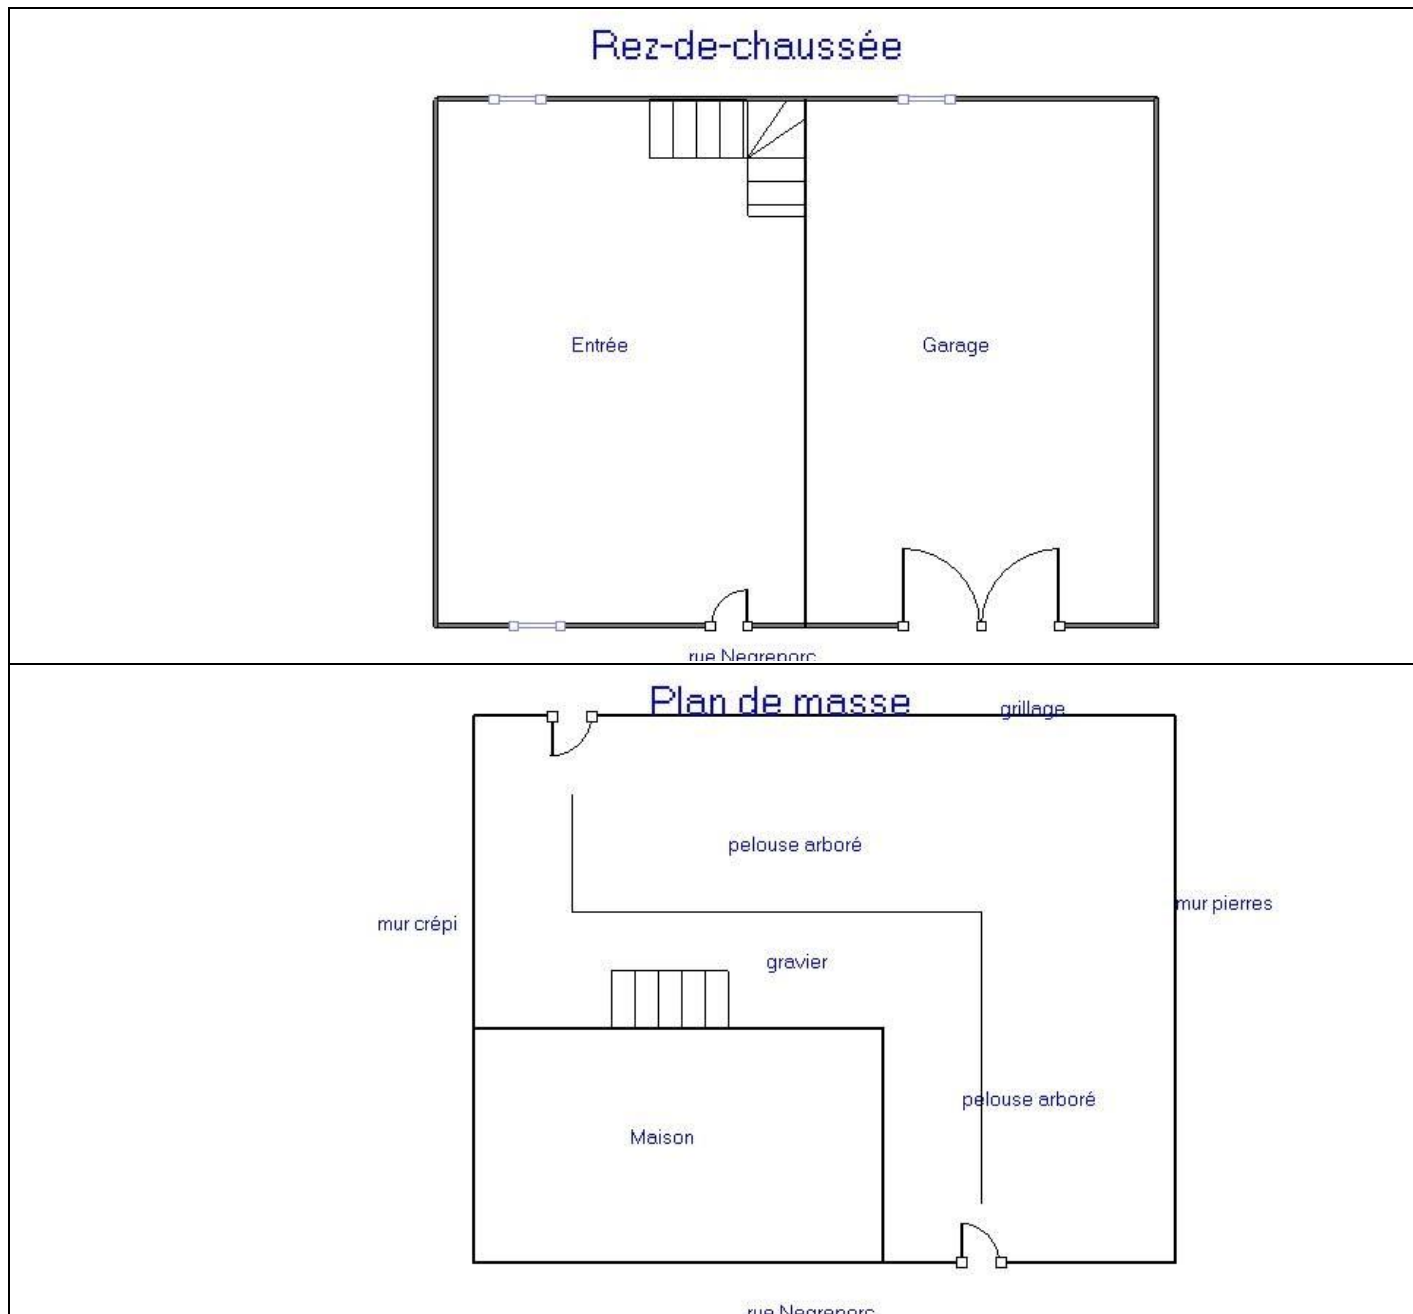 Rez-de-chaussée
Entrée
Garage
rue Negreporc
Plan de masse
grillage
pelouse arboré
mur pierres
mur crépi
gravier
pelouse arboré
Maison
rue Negreporc